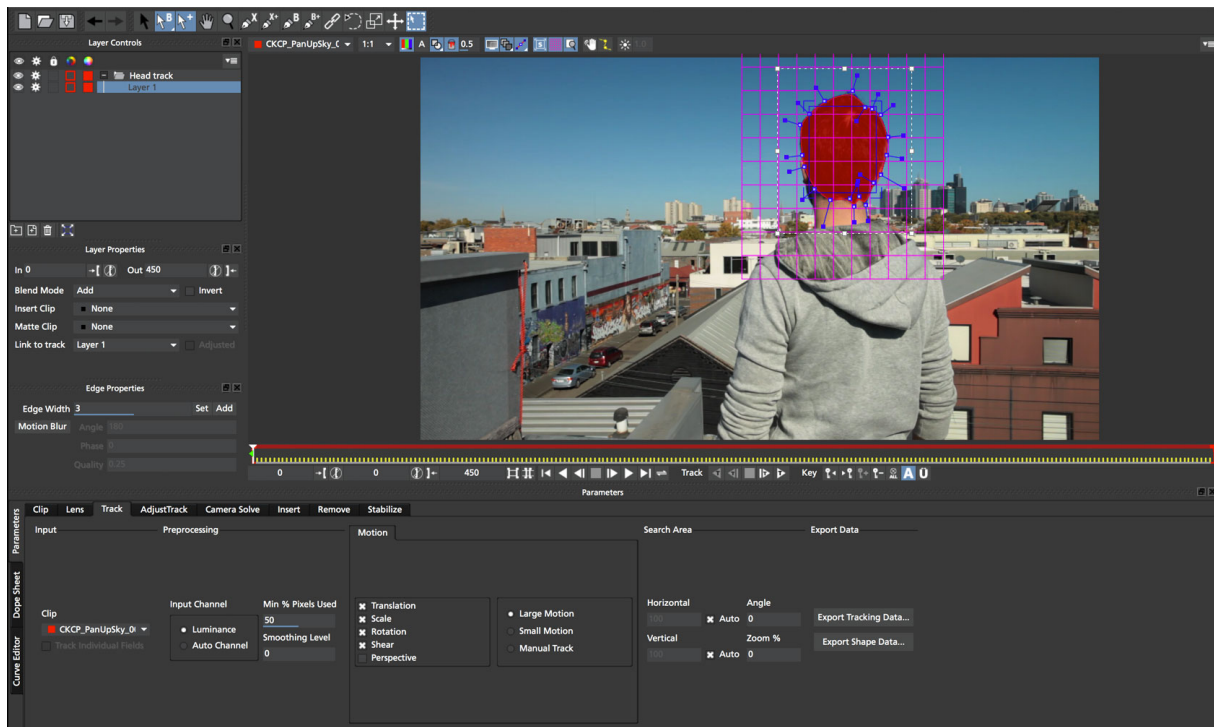 Layer Controls
CKCP_PanUpSky_C
1:1
A
0.5
1.0
Head track
Layer 1
Layer Properties
In 0
Out 450
Blend Mode Add
Invert
Insert Clip None
Matte Clip None
Link to track Layer 1
Adjusted
Edge Properties
Edge Width 3 Set Add
Motion Blur Angle 180
Phase 0
Quality 0.25
0 0 450 Track Key A Ü
Parameters
Clip Lens Track AdjustTrack Camera Solve Insert Remove Stabilize
Parameters
Dope Sheet
Curve Editor
Input
Clip
CKCP_PanUpSky_0(
Track Individual Fields
Preprocessing
Input Channel
Luminance
Auto Channel
Min % Pixels Used
50
Smoothing Level
0
Motion
Translation
Scale
Rotation
Shear
Perspective
Large Motion
Small Motion
Manual Track
Search Area
Horizontal Angle
100 Auto 0
Vertical Zoom %
100 Auto 0
Export Data
Export Tracking Data...
Export Shape Data...